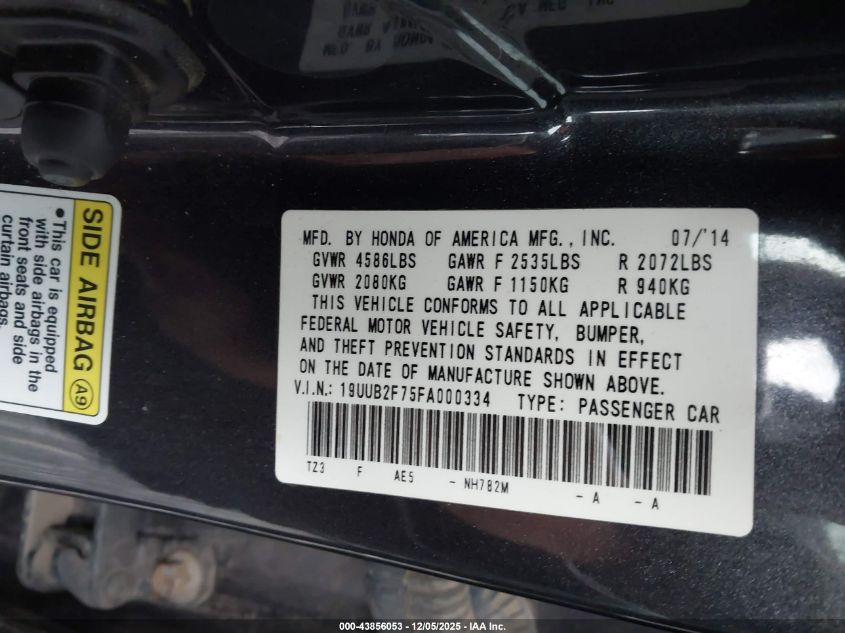 MFD. BY HONDA OF AMERICA MFG., INC. 07/'14
GVWR 4586LBS GAWR F 2535LBS R 2072LBS
GVWR 2080KG GAWR F 1150KG R 940KG
THIS VEHICLE CONFORMS TO ALL APPLICABLE
FEDERAL MOTOR VEHICLE SAFETY, BUMPER,
AND THEFT PREVENTION STANDARDS IN EFFECT
ON THE DATE OF MANUFACTURE SHOWN ABOVE.
V.I.N.: 19UUB2F75FA000334 TYPE: PASSENGER CAR
TZ3 F AE5 - NH782M - A - A
SIDE AIRBAG A9
•This car is equipped
with side airbags in the
front seats and side
curtain airbags.
000-43856053 - 12/05/2025 - IAA Inc.